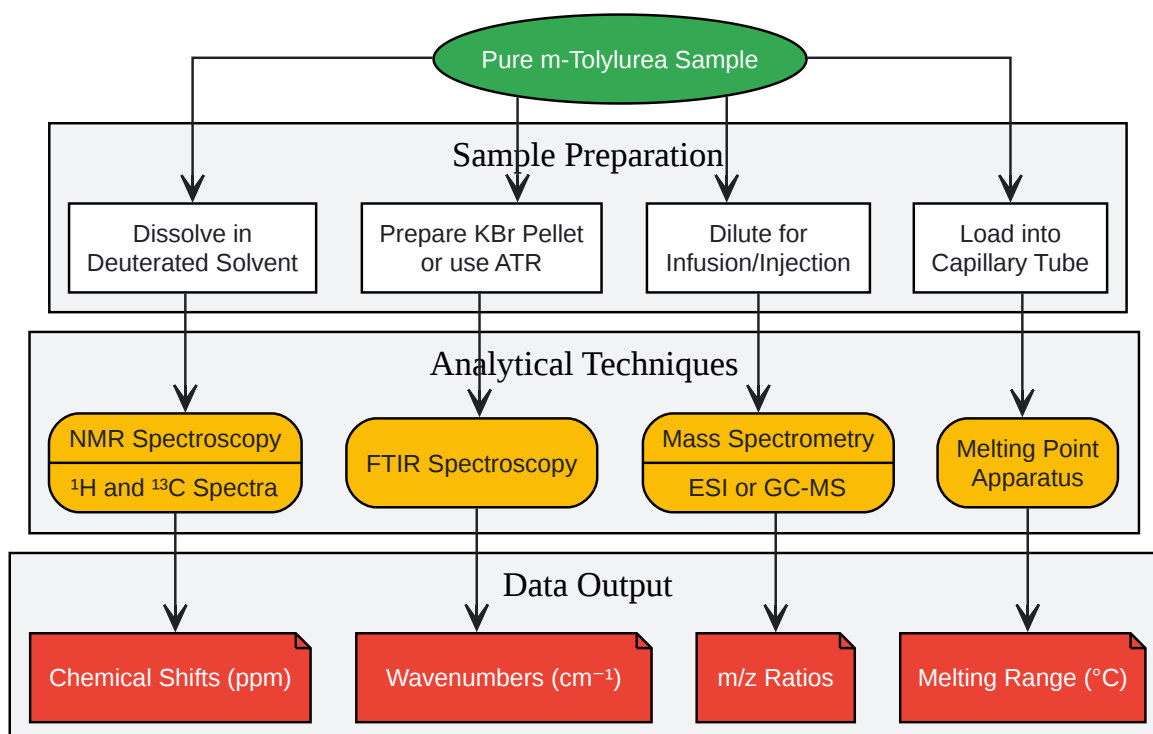 Pure m-Tolylurea Sample
Sample Preparation
Dissolve in
Deuterated Solvent
Prepare KBr Pellet
or use ATR
Dilute for
Infusion/Injection
Load into
Capillary Tube
Analytical Techniques
NMR Spectroscopy
¹H and ¹³C Spectra
FTIR Spectroscopy
Mass Spectrometry
ESI or GC-MS
Melting Point
Apparatus
Data Output
Chemical Shifts (ppm)
Wavenumbers (cm⁻¹)
m/z Ratios
Melting Range (°C)